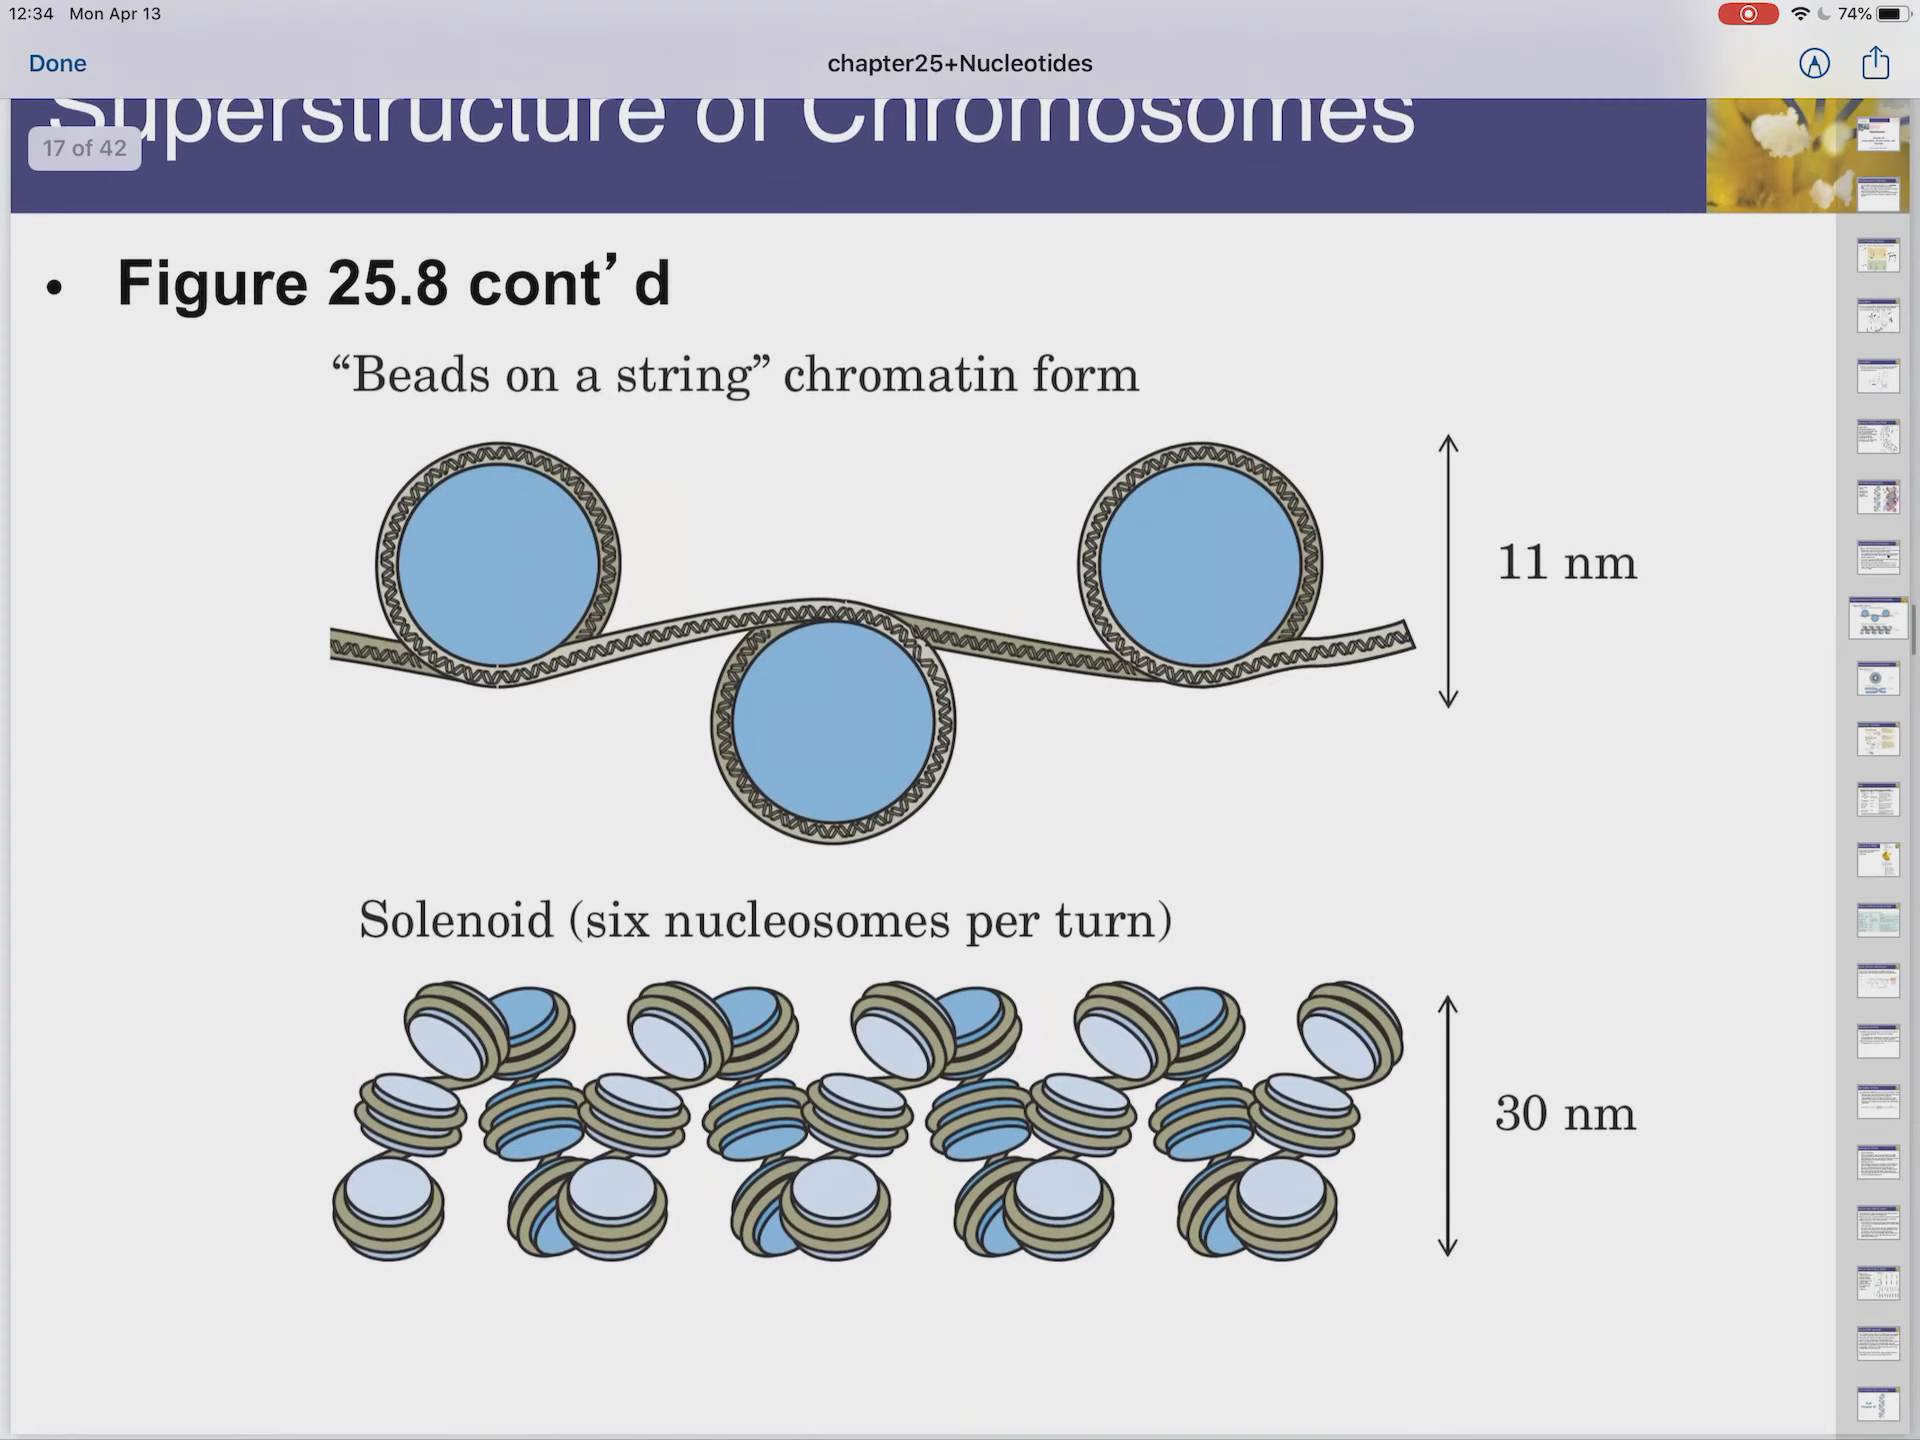 12:34 Mon Apr 13
74%
Done
chapter25+Nucleotides
Superstructure of Chromosomes
17 of 42
• Figure 25.8 cont’d
“Beads on a string” chromatin form
11 nm
Solenoid (six nucleosomes per turn)
30 nm